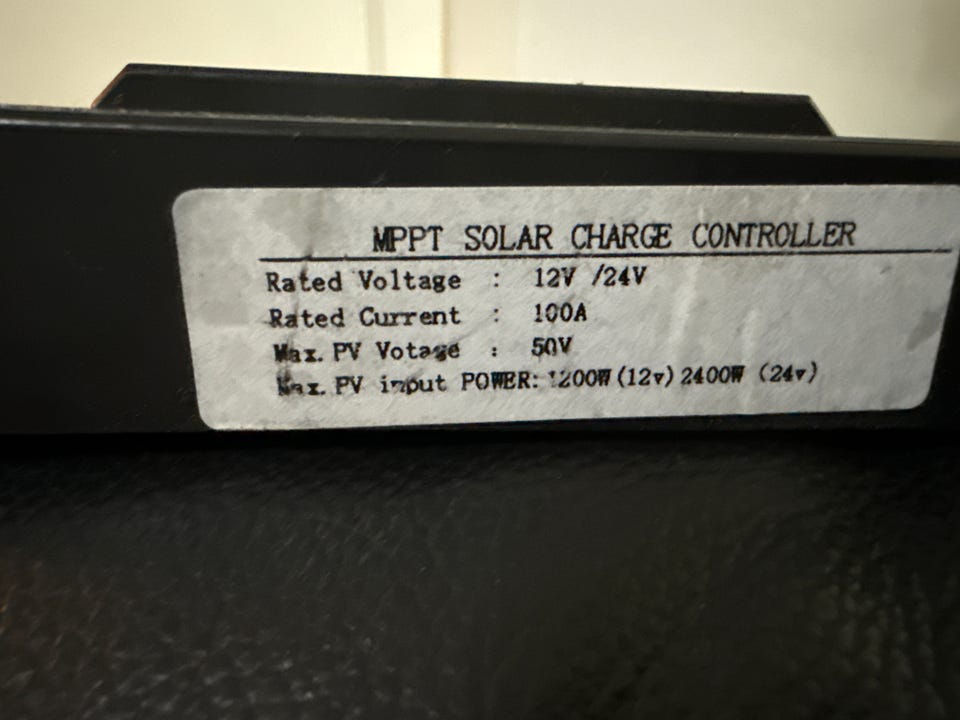 MPPT SOLAR CHARGE CONTROLLER
Rated Voltage : 12V /24V
Rated Current : 100A
Max. PV Votage : 50V
Max. PV input POWER: 1200W (12v) 2400W (24v)